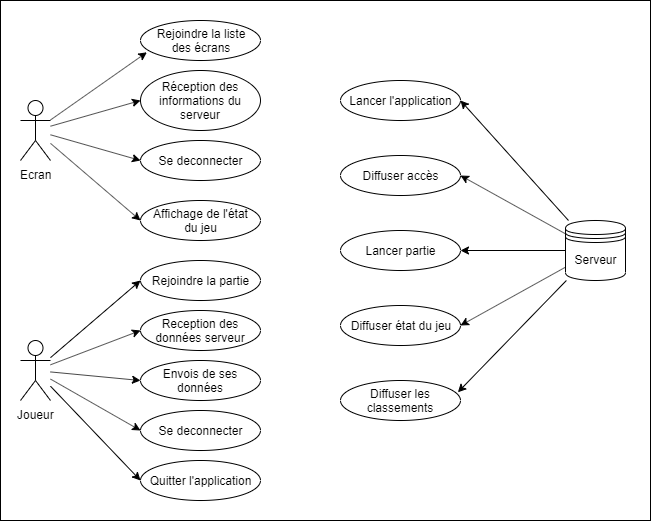 Rejoindre la liste
des écrans
Réception des
informations du
serveur
Se deconnecter
Affichage de l'état
du jeu
Ecran
Rejoindre la partie
Reception des
données serveur
Envois de ses
données
Se deconnecter
Quitter l'application
Joueur
Lancer l'application
Diffuser accès
Lancer partie
Diffuser état du jeu
Diffuser les
classements
Serveur